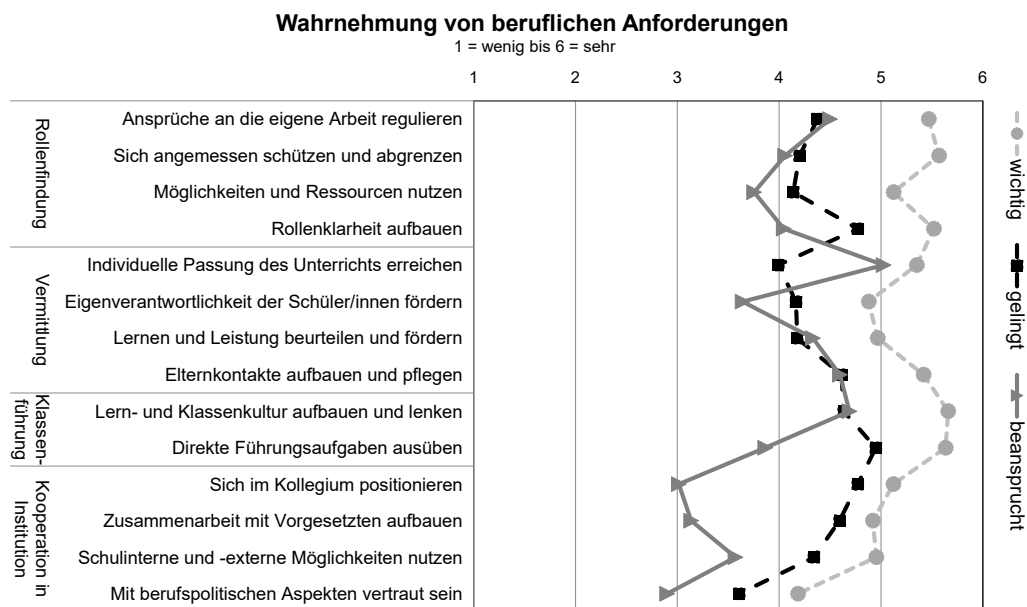 Wahrnehmung von beruflichen Anforderungen
1 = wenig bis 6 = sehr
1 2 3 4 5 6
Rollenfindung
Ansprüche an die eigene Arbeit regulieren
Sich angemessen schützen und abgrenzen
Möglichkeiten und Ressourcen nutzen
Rollenklarheit aufbauen
Vermittlung
Individuelle Passung des Unterrichts erreichen
Eigenverantwortlichkeit der Schüler/innen fördern
Lernen und Leistung beurteilen und fördern
Elternkontakte aufbauen und pflegen
Klassen-
führung
Lern- und Klassenkultur aufbauen und lenken
Direkte Führungsaufgaben ausüben
Kooperation in
Institution
Sich im Kollegium positionieren
Zusammenarbeit mit Vorgesetzten aufbauen
Schulinterne und -externe Möglichkeiten nutzen
Mit berufspolitischen Aspekten vertraut sein
wichtig
gelingt
beansprucht